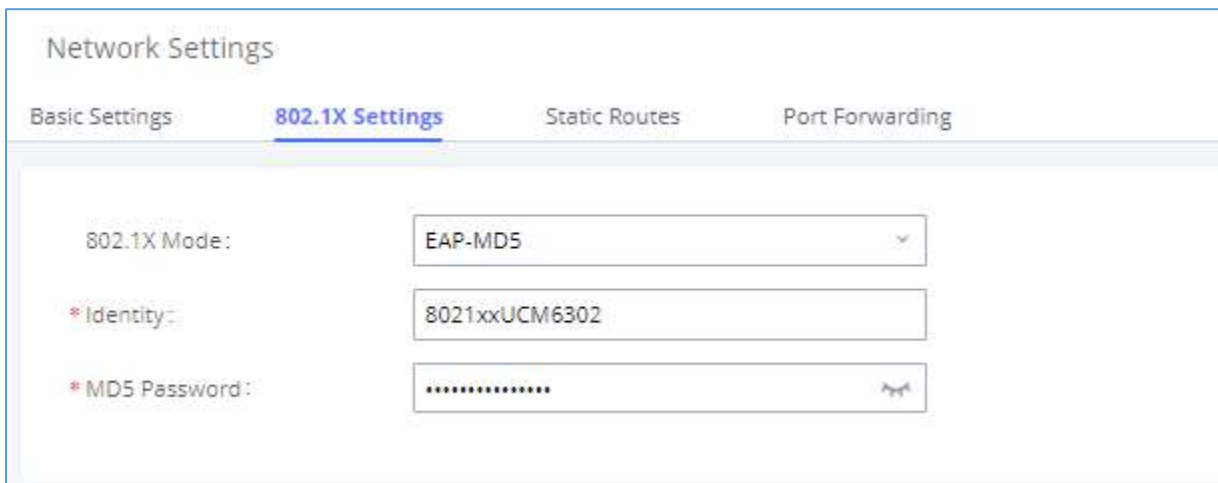 Network Settings
Basic Settings 802.1X Settings Static Routes Port Forwarding
802.1X Mode: EAP-MD5
* Identity: 8021xxUCM6302
* MD5 Password: •••••••••••••••